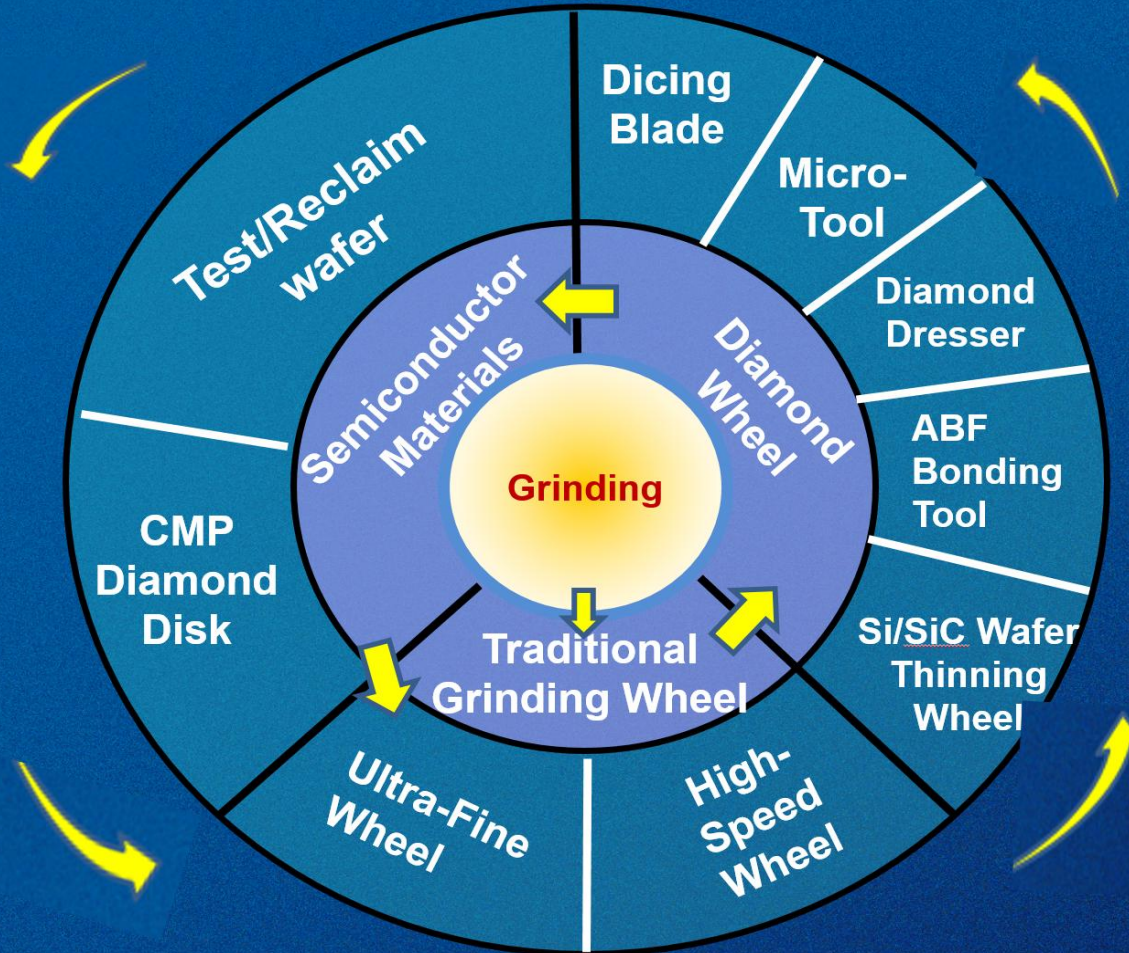 Dicing
Blade
Micro-
Tool
Diamond
Dresser
ABF
Bonding
Tool
Si/SiC Wafer
Thinning
Wheel
High-
Speed
Wheel
Ultra-Fine
Wheel
CMP
Diamond
Disk
Test/Reclaim
wafer
Semiconductor
Materials
Diamond
Wheel
Traditional
Grinding Wheel
Grinding